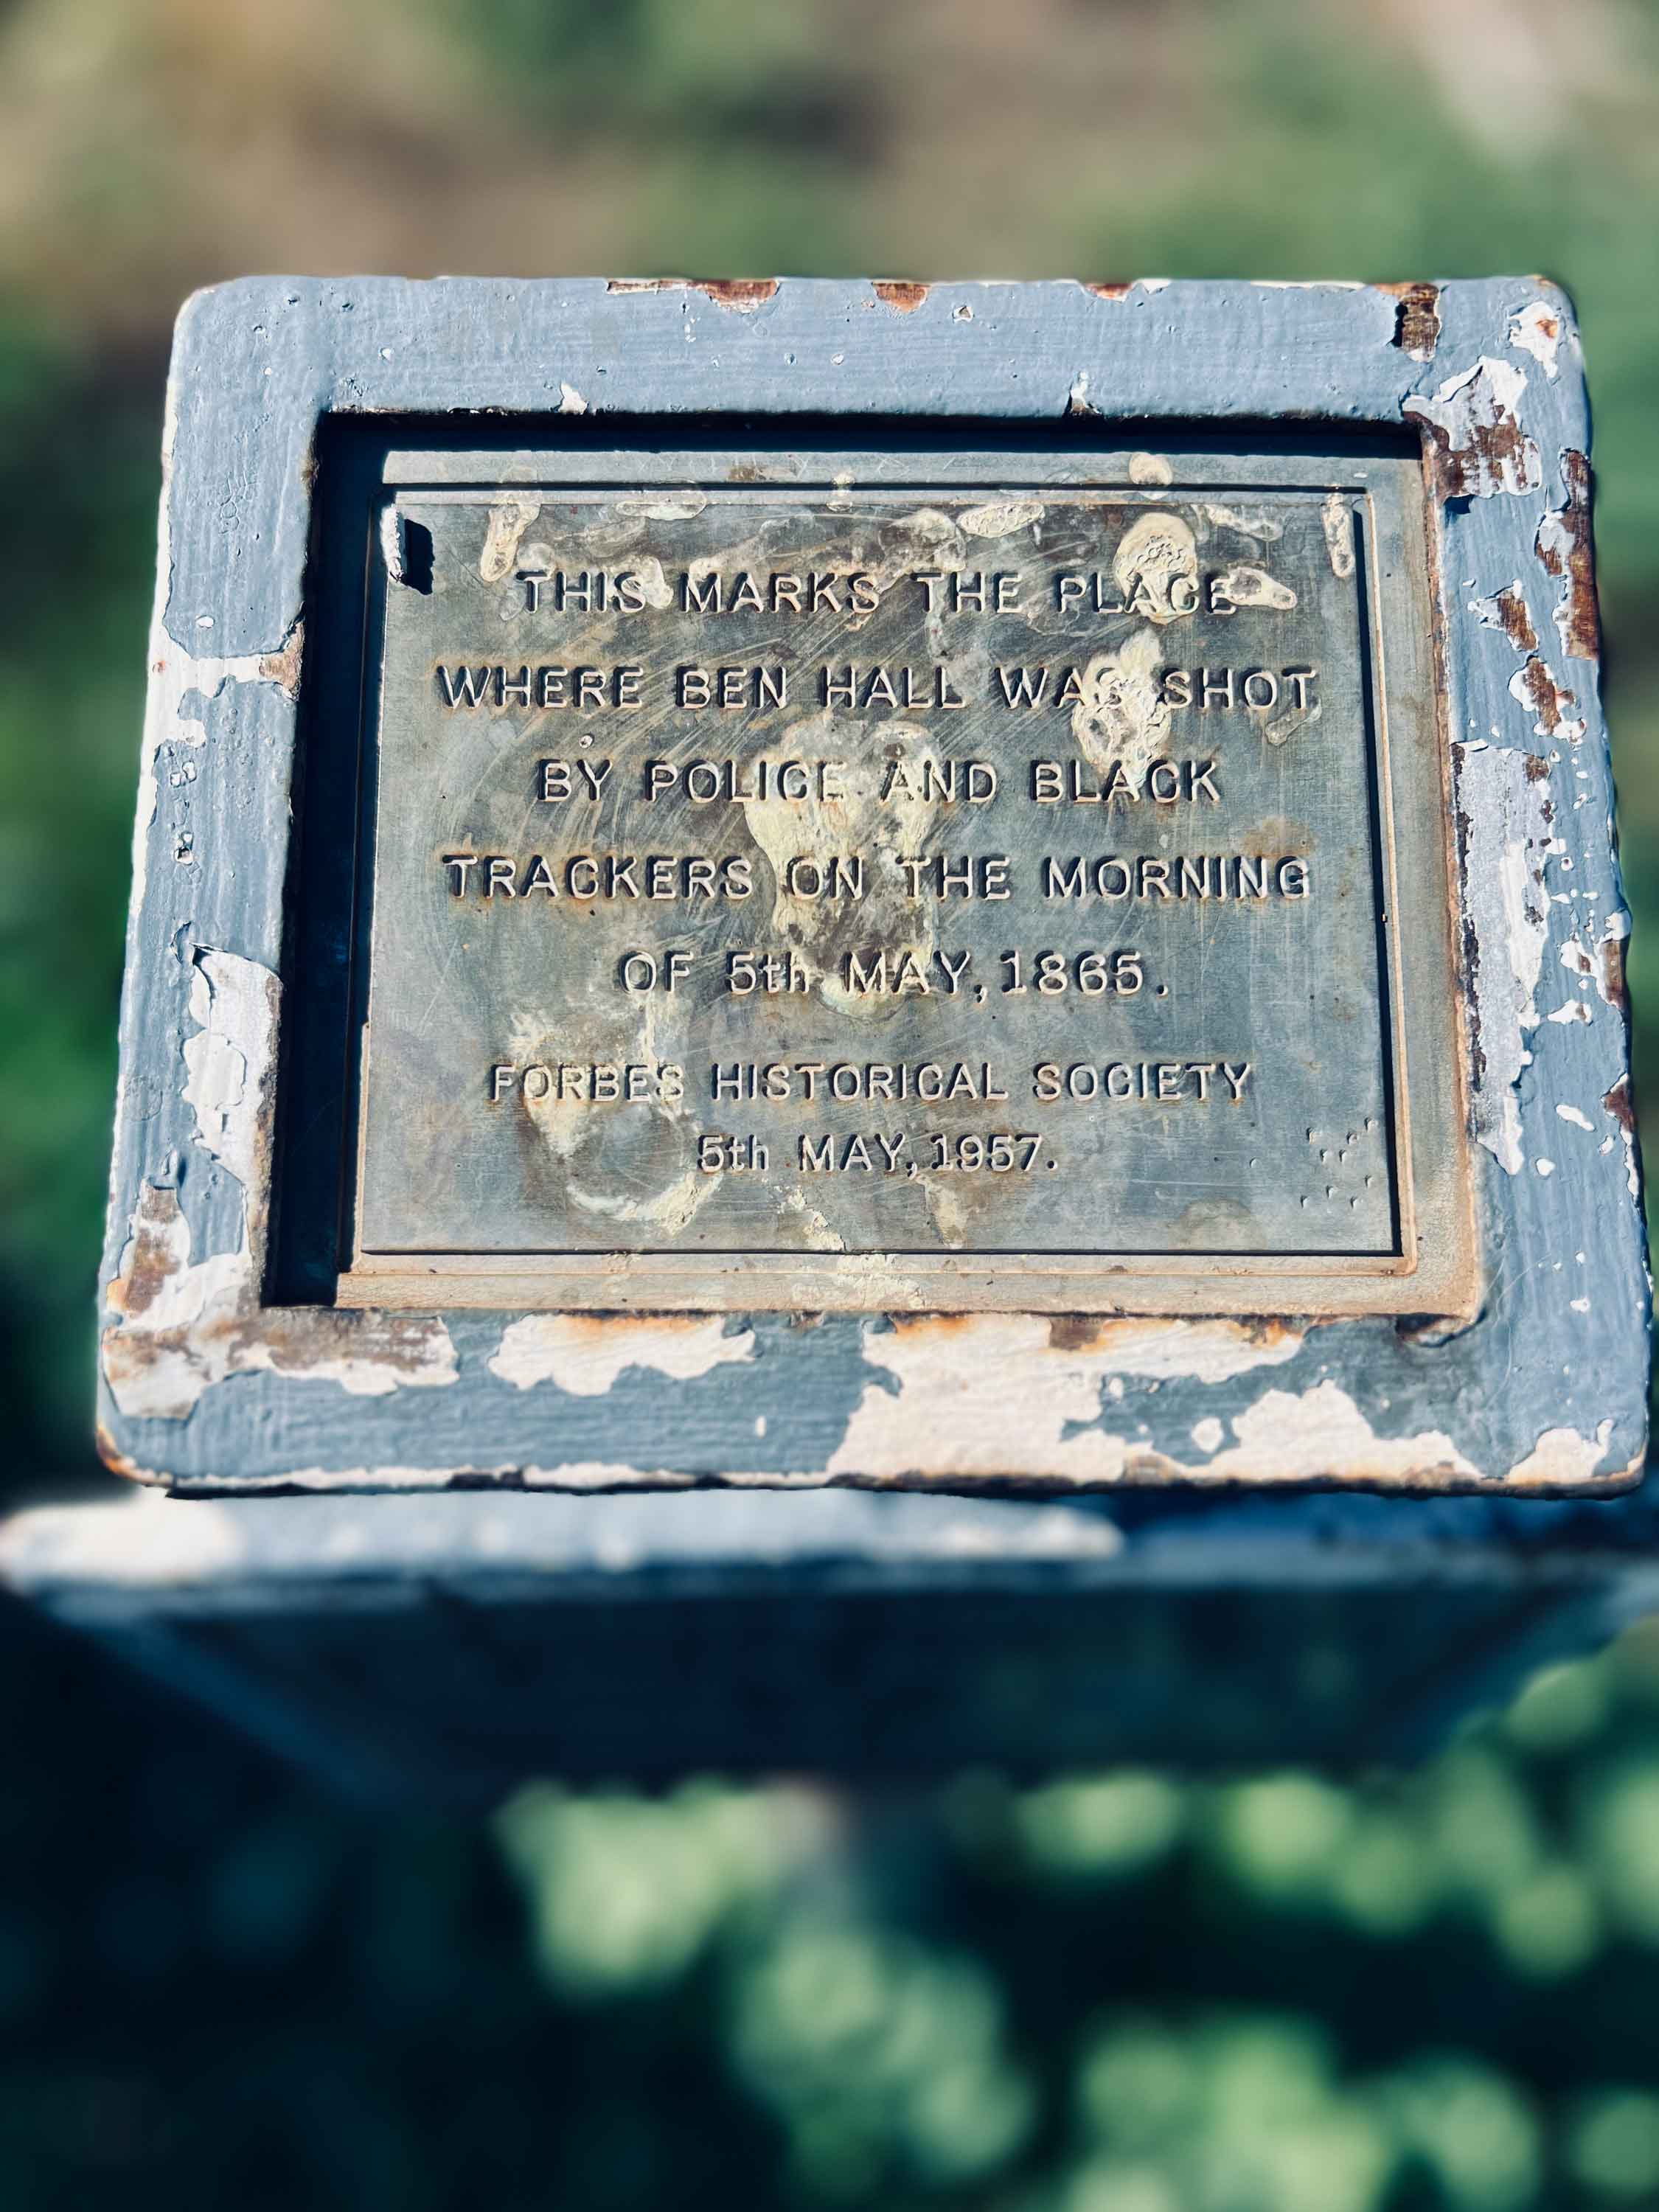 THIS MARKS THE PLACE
WHERE BEN HALL WAS SHOT
BY POLICE AND BLACK
TRACKERS ON THE MORNING
OF 5th MAY, 1865.
FORBES HISTORICAL SOCIETY
5th MAY, 1957.